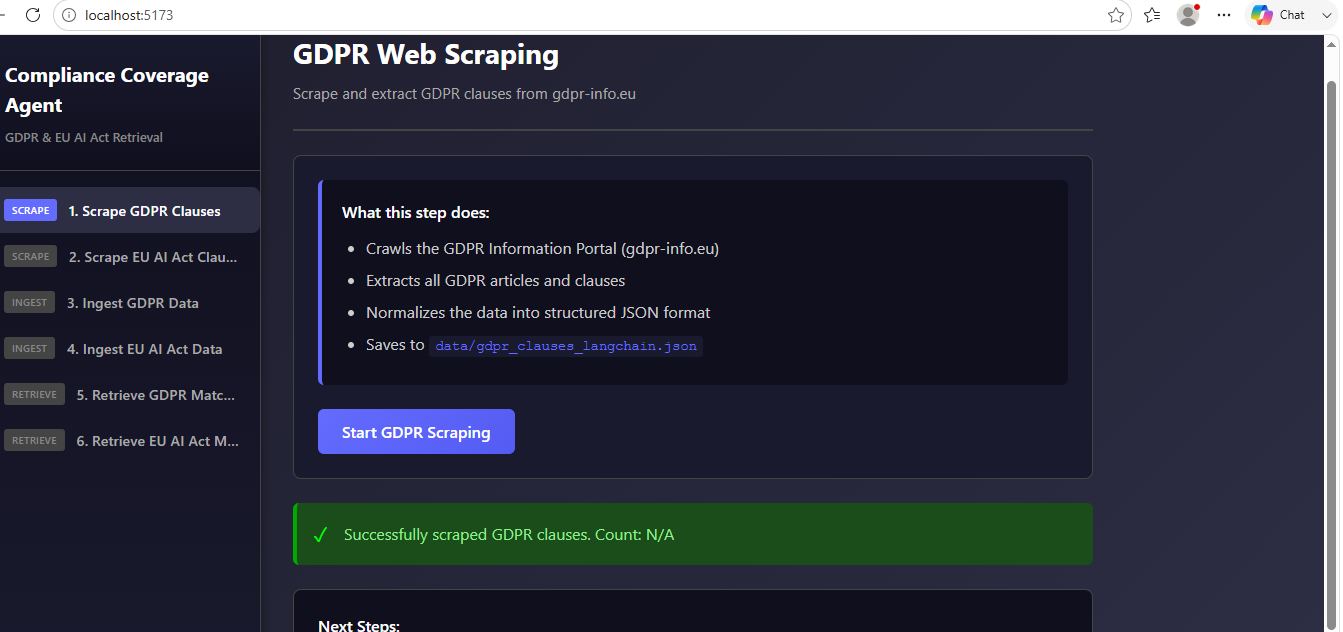 localhost:5173
Chat
Compliance Coverage
Agent
GDPR & EU AI Act Retrieval
SCRAPE 1. Scrape GDPR Clauses
SCRAPE 2. Scrape EU AI Act Clau...
INGEST 3. Ingest GDPR Data
INGEST 4. Ingest EU AI Act Data
RETRIEVE 5. Retrieve GDPR Matc...
RETRIEVE 6. Retrieve EU AI Act M...
GDPR Web Scraping
Scrape and extract GDPR clauses from gdpr-info.eu
What this step does:
• Crawls the GDPR Information Portal (gdpr-info.eu)
• Extracts all GDPR articles and clauses
• Normalizes the data into structured JSON format
• Saves to data/gdpr_clauses_langchain.json
Start GDPR Scraping
✓ Successfully scraped GDPR clauses. Count: N/A
Next Steps: